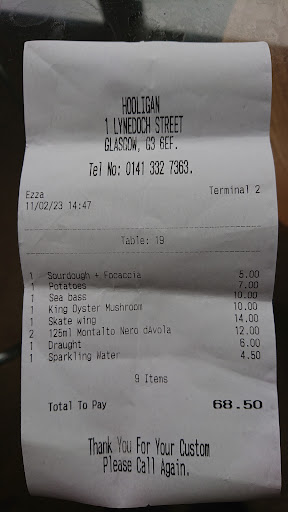 HOOLIGAN
1 LYNEDOCH STREET
GLASGOW, G3 6EF.
Tel No: 0141 332 7363.
Ezza Terminal 2
11/02/23 14:47
Table: 19
1 Sourdough + Focaccia 5.00
1 Potatoes 7.00
1 Sea bass 10.00
1 King Oyster Mushroom 10.00
1 Skate wing 14.00
2 125ml Montalto Nero dAvola 12.00
1 Draught 6.00
1 Sparkling Water 4.50
9 Items
Total To Pay 68.50
Thank You For Your Custom
Please Call Again.